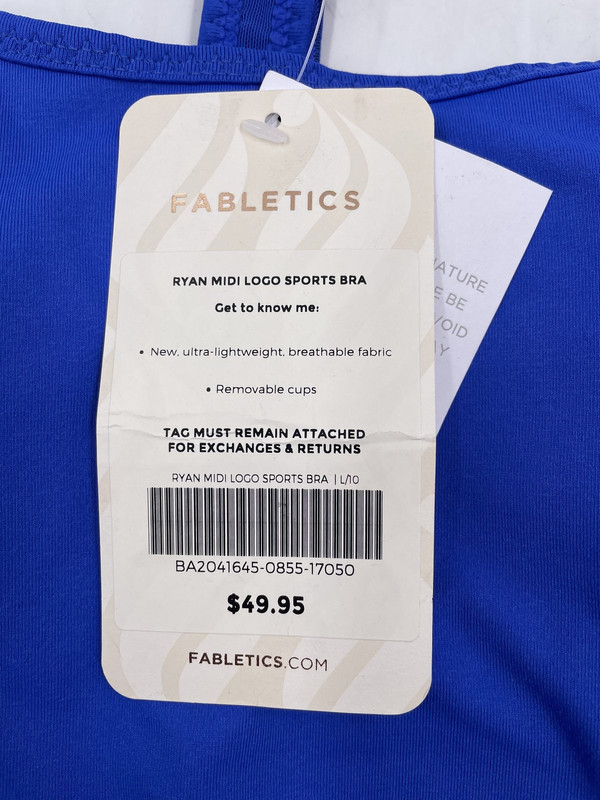 FABLETICS
RYAN MIDI LOGO SPORTS BRA
Get to know me:
• New, ultra-lightweight, breathable fabric
• Removable cups
TAG MUST REMAIN ATTACHED
FOR EXCHANGES & RETURNS
RYAN MIDI LOGO SPORTS BRA | L/10
BA2041645-0855-17050
$49.95
FABLETICS.COM
BE